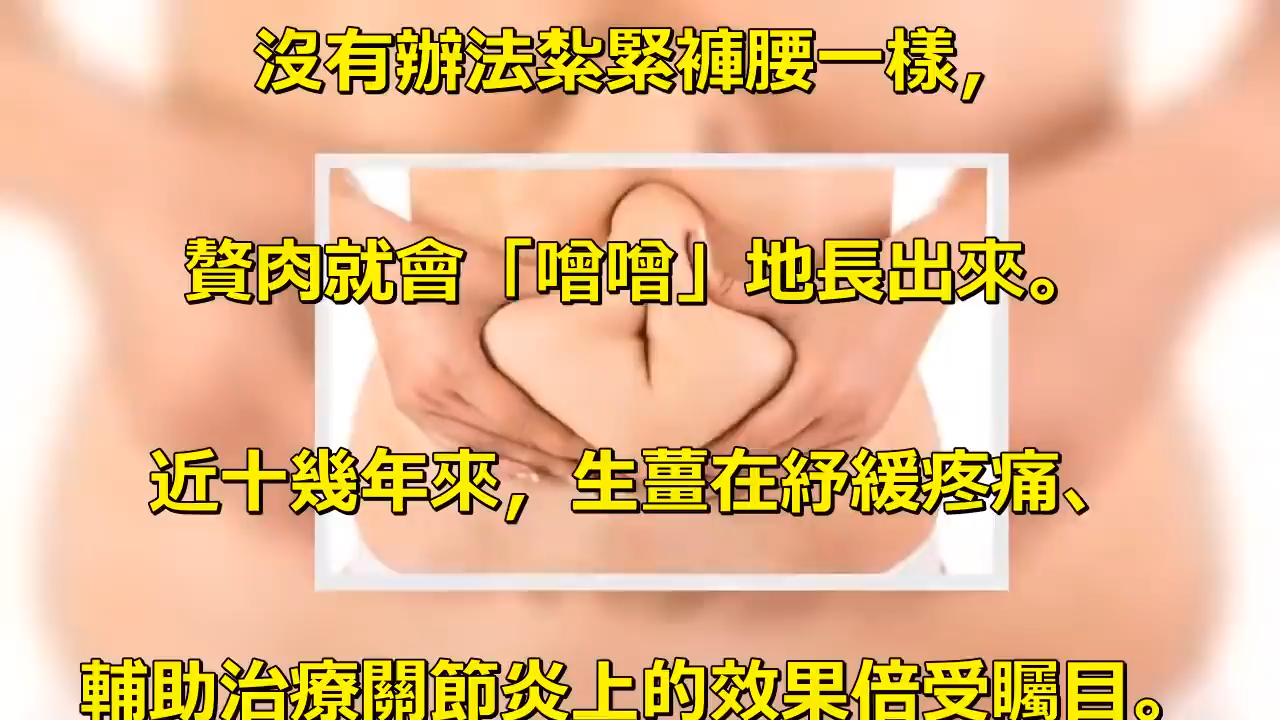 沒有辦法紮緊褲腰一樣，
贅肉就會「噌噌」地長出來。
近十幾年來，生薑在紓緩疼痛、
輔助治療關節炎上的效果倍受矚目。